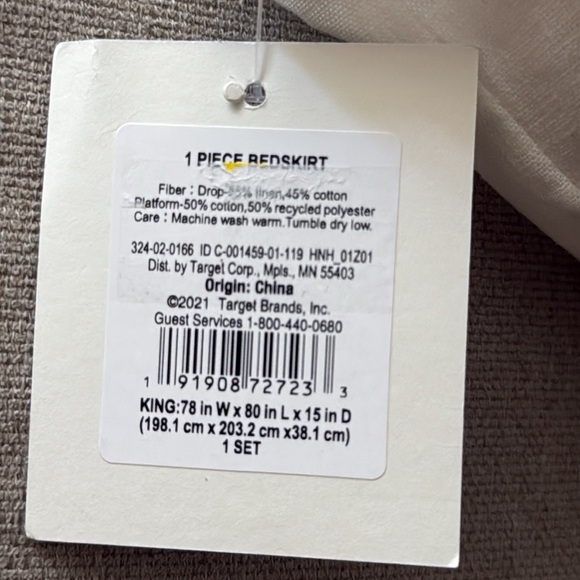 1 PIECE BEDSKIRT
Fiber : Drop-55% linen,45% cotton
Platform-50% cotton,50% recycled polyester
Care : Machine wash warm.Tumble dry low.
324-02-0166 ID C-001459-01-119 HNH_01Z01
Dist. by Target Corp., Mpls., MN 55403
Origin: China
©2021 Target Brands, Inc.
Guest Services 1-800-440-0680
1 91908 72723 3
KING:78 in W x 80 in L x 15 in D
(198.1 cm x 203.2 cm x38.1 cm)
1 SET